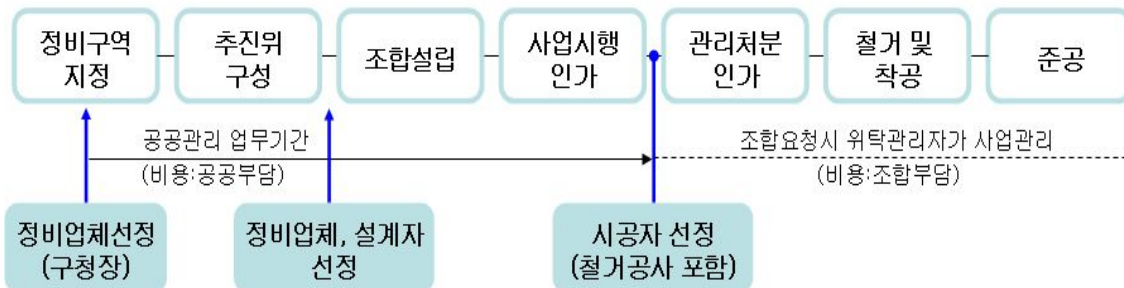 정비구역
지정
추진위
구성
조합설립
사업시행
인가
관리처분
인가
철거 및
착공
준공
공공관리 업무기간
(비용:공공부담)
조합요청시 위탁관리자가 사업관리
(비용:조합부담)
정비업체선정
(구청장)
정비업체, 설계자
선정
시공자 선정
(철거공사 포함)